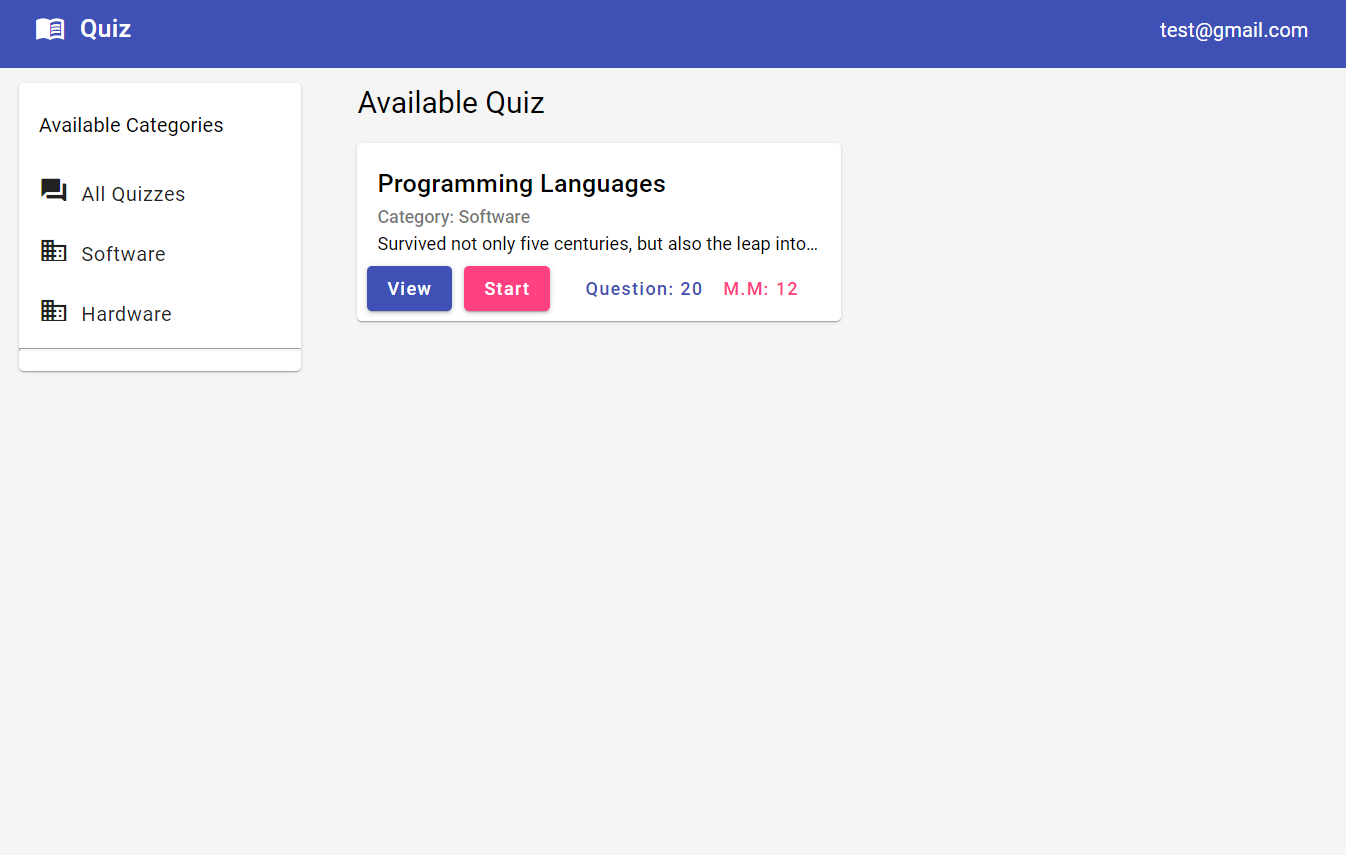 Quiz
test@gmail.com
Available Categories
All Quizzes
Software
Hardware
Available Quiz
Programming Languages
Category: Software
Survived not only five centuries, but also the leap into…
View Start Question: 20 M.M: 12